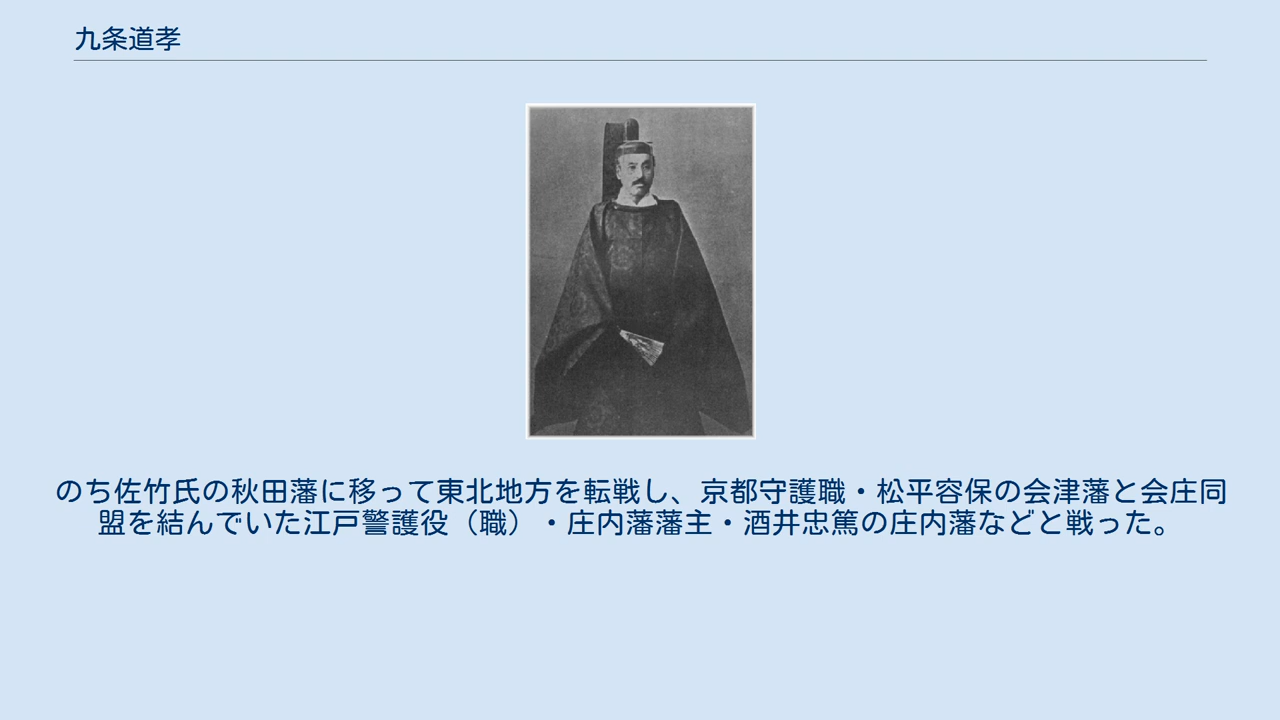 九条道孝
のち佐竹氏の秋田藩に移って東北地方を転戦し、京都守護職・松平容保の会津藩と会庄同
盟を結んでいた江戸警護役（職）・庄内藩藩主・酒井忠篤の庄内藩などと戦った。